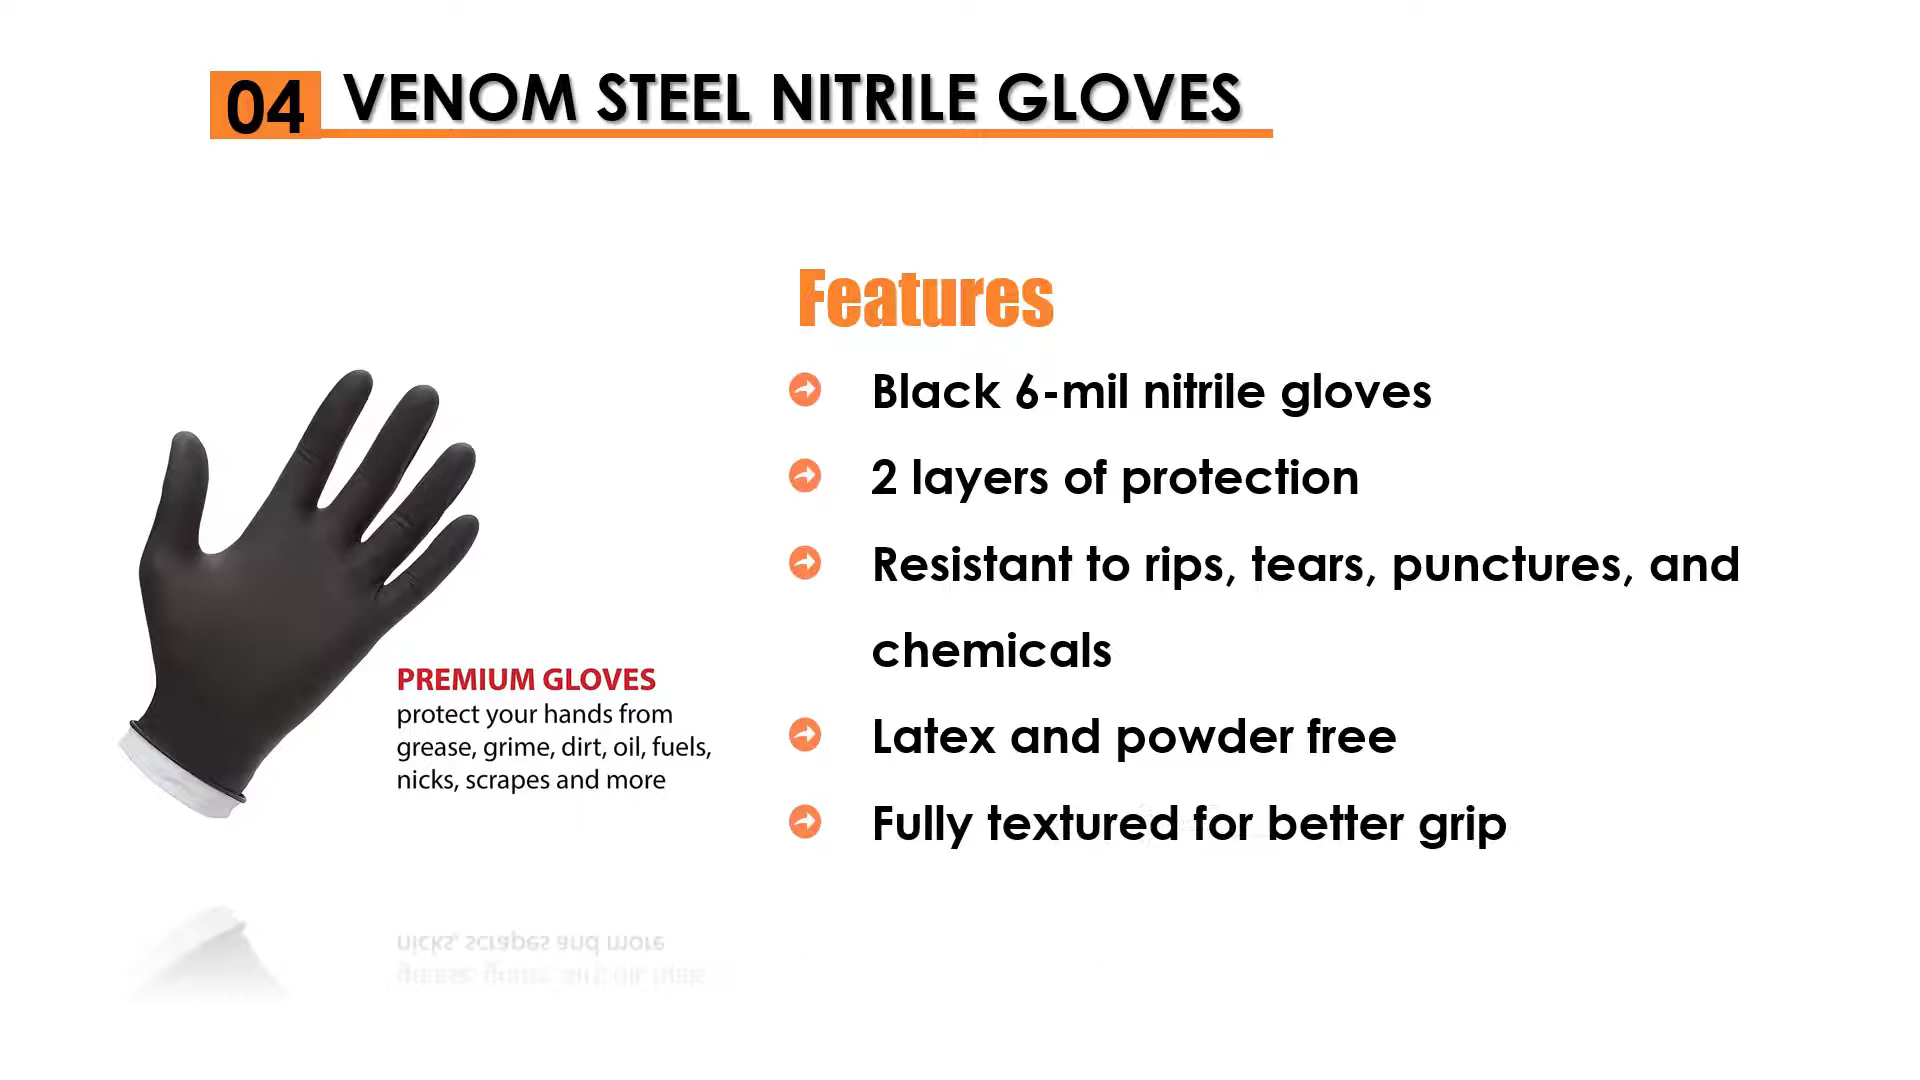 04 VENOM STEEL NITRILE GLOVES
Features
Black 6-mil nitrile gloves
2 layers of protection
Resistant to rips, tears, punctures, and
chemicals
Latex and powder free
Fully textured for better grip
PREMIUM GLOVES
protect your hands from
grease, grime, dirt, oil, fuels,
nicks, scrapes and more